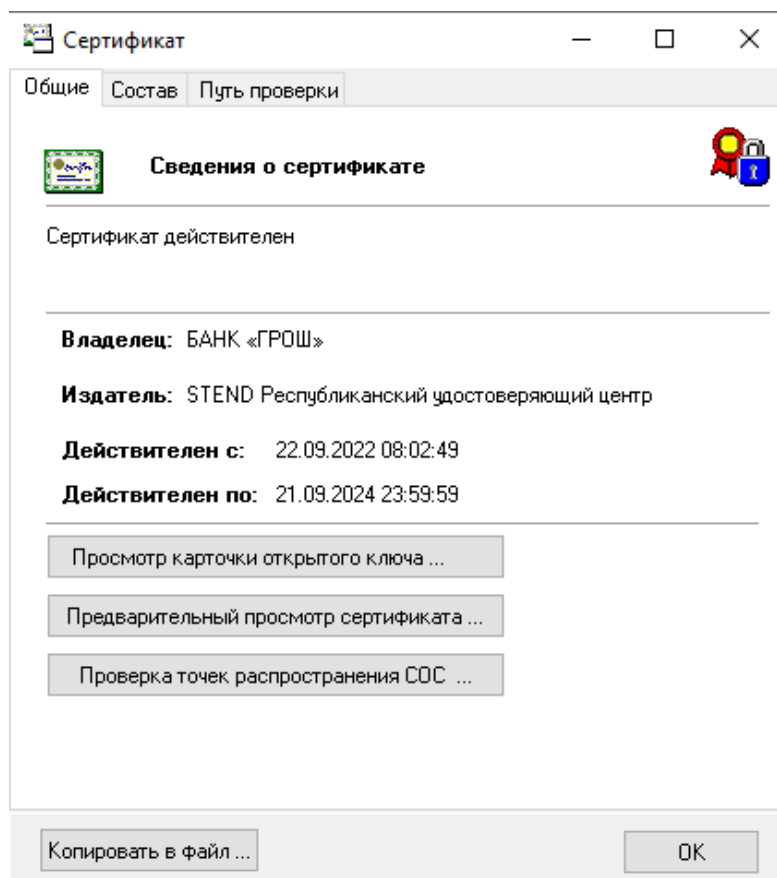 Сертификат
Общие Состав Путь проверки
Сведения о сертификате
Сертификат действителен
Владелец: БАНК «ГРОШ»
Издатель: STEND Республиканский удостоверяющий центр
Действителен с: 22.09.2022 08:02:49
Действителен по: 21.09.2024 23:59:59
Просмотр карточки открытого ключа ...
Предварительный просмотр сертификата ...
Проверка точек распространения СОС ...
Копировать в файл ... OK